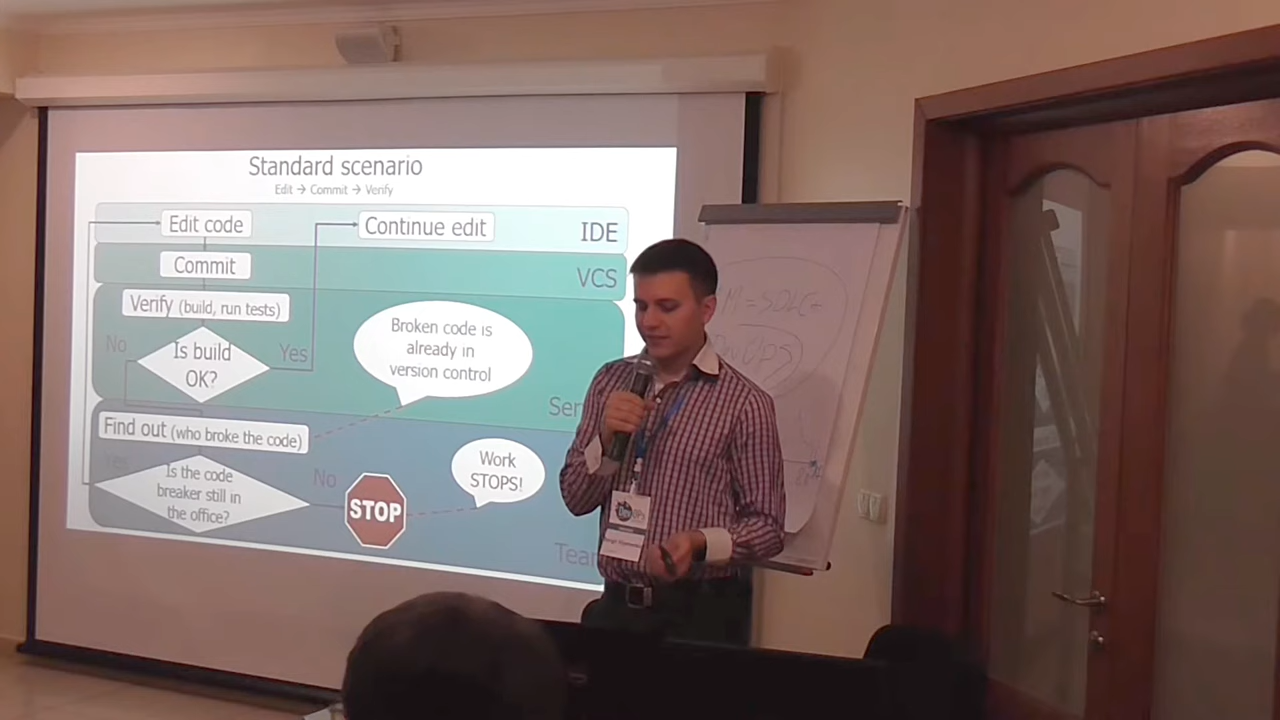 Standard scenario
Edit → Commit → Verify
Edit code
Continue edit
IDE
Commit
VCS
Verify (build, run tests)
No
Is build
OK?
Yes
Broken code is
already in
version control
Find out (who broke the code)
Yes
Is the code
breaker still in
the office?
No
STOP
Work
STOPS!